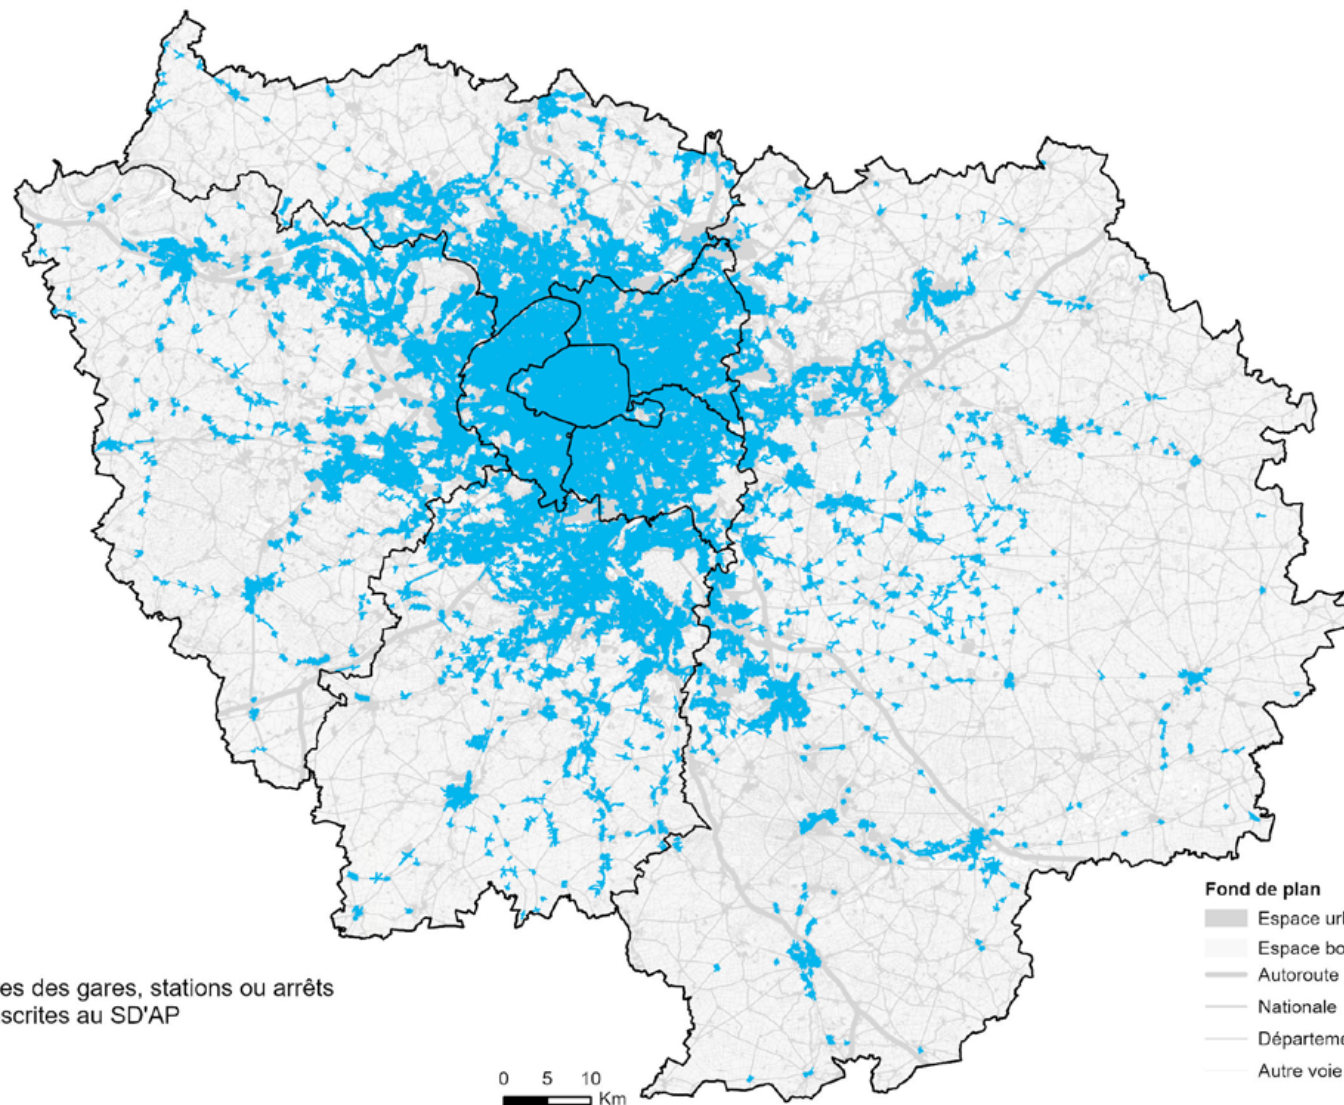 es des gares, stations ou arrêts
scrites au SD'AP
0 5 10
Km
Fond de plan
Espace url
Espace bo
Autoroute
Nationale
Départeme
Autre voie